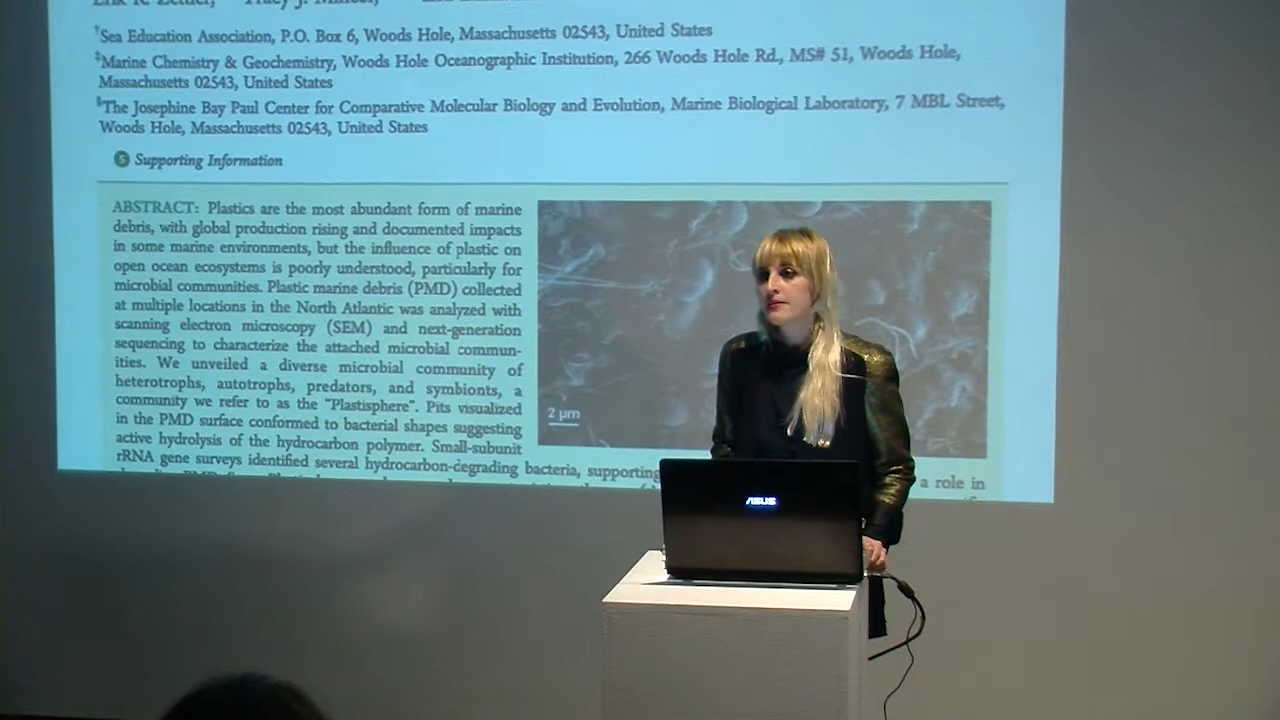 †Sea Education Association, P.O. Box 6, Woods Hole, Massachusetts 02543, United States
‡Marine Chemistry & Geochemistry, Woods Hole Oceanographic Institution, 266 Woods Hole Rd., MS# 51, Woods Hole,
Massachusetts 02543, United States
§The Josephine Bay Paul Center for Comparative Molecular Biology and Evolution, Marine Biological Laboratory, 7 MBL Street,
Woods Hole, Massachusetts 02543, United States
S Supporting Information
ABSTRACT: Plastics are the most abundant form of marine
debris, with global production rising and documented impacts
in some marine environments, but the influence of plastic on
open ocean ecosystems is poorly understood, particularly for
microbial communities. Plastic marine debris (PMD) collected
at multiple locations in the North Atlantic was analyzed with
scanning electron microscopy (SEM) and next-generation
sequencing to characterize the attached microbial commun-
ities. We unveiled a diverse microbial community of
heterotrophs, autotrophs, predators, and symbionts, a
community we refer to as the "Plastisphere". Pits visualized
in the PMD surface conformed to bacterial shapes suggesting
active hydrolysis of the hydrocarbon polymer. Small-subunit
rRNA gene surveys identified several hydrocarbon-degrading bacteria, supporting
a role in
2 μm
ASUS